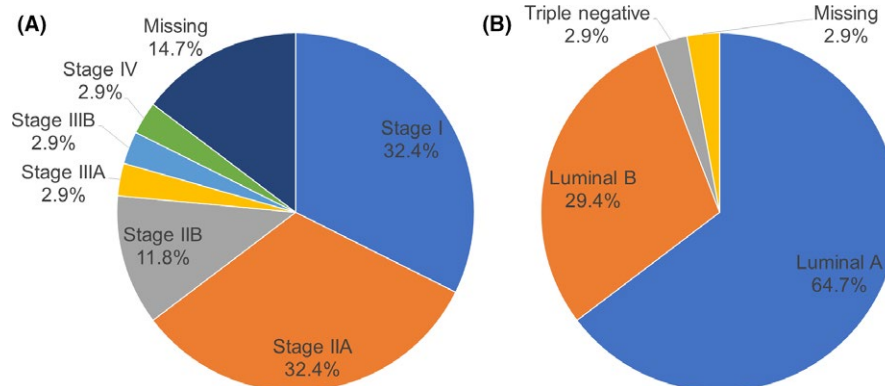 (A)
Missing
14.7%
Stage IV
2.9%
Stage IIIB
2.9%
Stage IIIA
2.9%
Stage IIB
11.8%
Stage IIA
32.4%
Stage I
32.4%
(B)
Triple negative
2.9%
Missing
2.9%
Luminal B
29.4%
Luminal A
64.7%